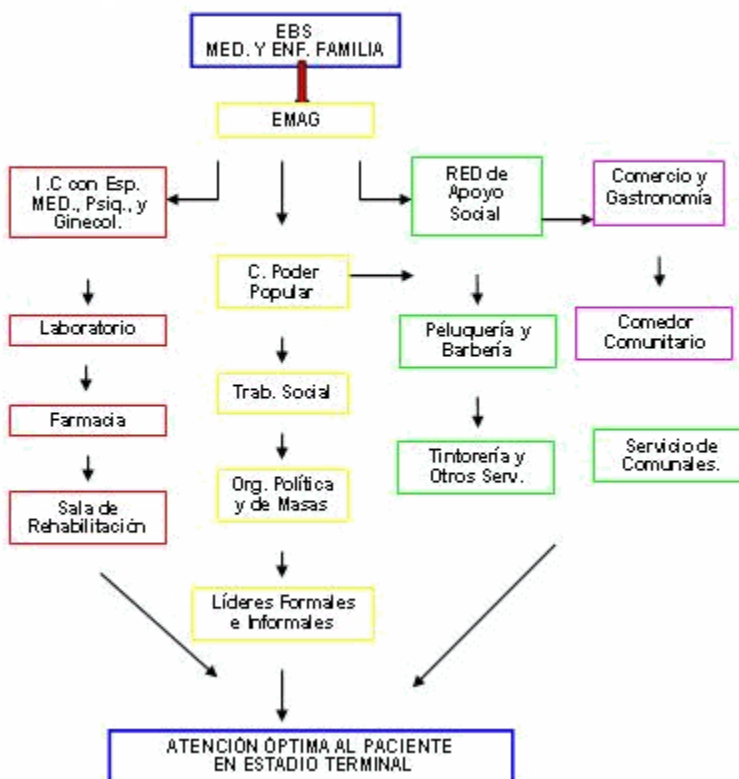 EBS
MED. Y ENF. FAMILIA
EMAG
I.C con Esp.
MED., Psiq., y
Ginecol.
RED de
Apoyo
Social
Comercio y
Gastronomía
C. Poder
Popular
Laboratorio
Peluquería y
Barbería
Comedor
Comunitario
Trab. Social
Farmacia
Tintorería y
Otros Serv.
Servicio de
Comunales.
Org. Política
y de Masas
Sala de
Rehabilitación
Líderes Formales
e Informales
ATENCIÓN ÓPTIMA AL PACIENTE
EN ESTADIO TERMINAL